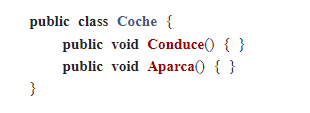 public class Coche {
public void Conduce() { }
public void Aparca() { }
}